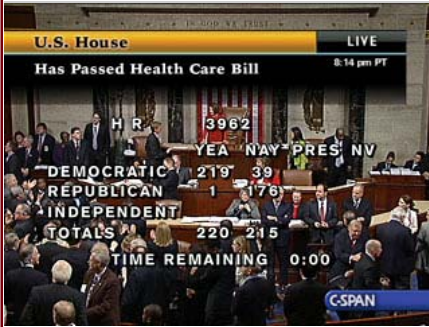 IN GOD WE TRUST
U.S. House LIVE
Has Passed Health Care Bill 8:14 pm PT
H R 3962
YEA NAY PRES NV
DEMOCRATIC 219 39
REPUBLICAN 1 176
INDEPENDENT
TOTALS 220 215
TIME REMAINING 0:00
C-SPAN